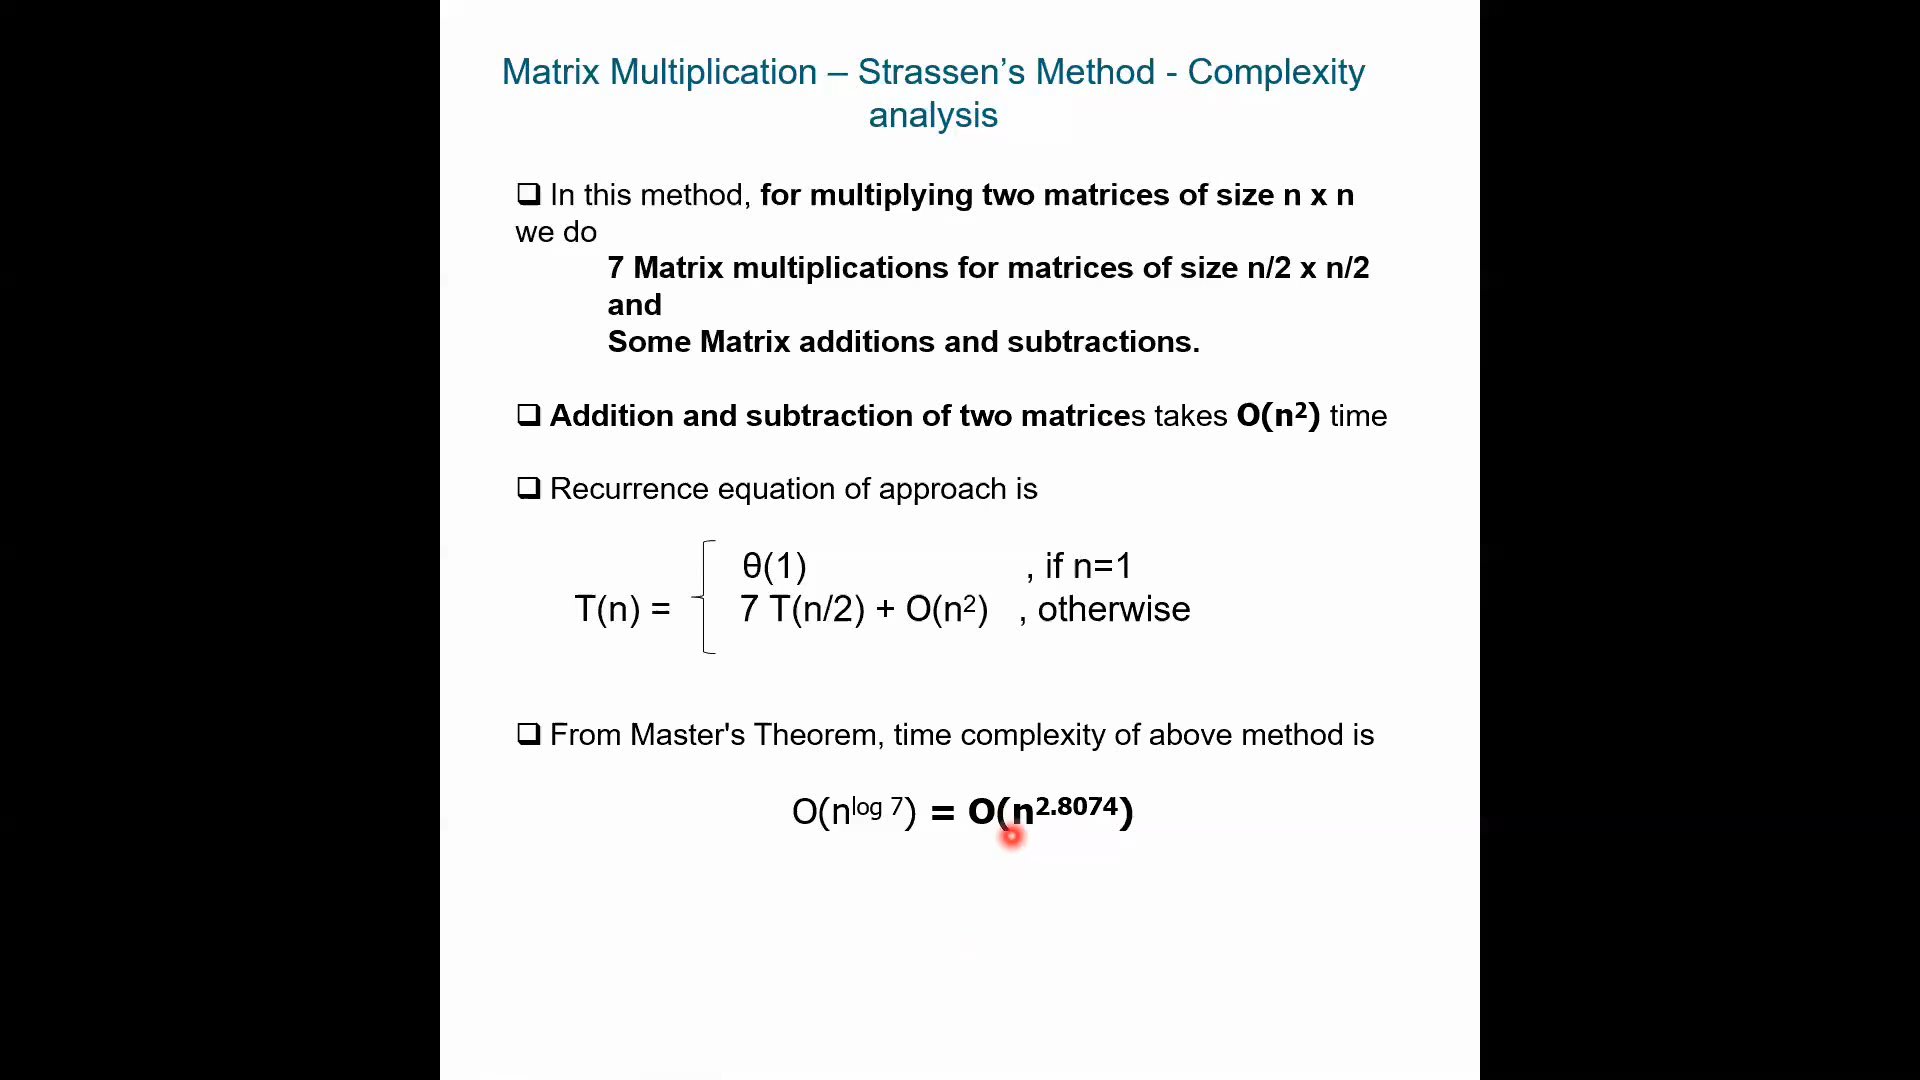 Matrix Multiplication – Strassen’s Method - Complexity
analysis
❑ In this method, for multiplying two matrices of size n x n
we do
7 Matrix multiplications for matrices of size n/2 x n/2
and
Some Matrix additions and subtractions.
❑ Addition and subtraction of two matrices takes O(n²) time
❑ Recurrence equation of approach is
θ(1) , if n=1
T(n) = 7 T(n/2) + O(n²) , otherwise
❑ From Master's Theorem, time complexity of above method is
O(n^log 7) = O(n^2.8074)